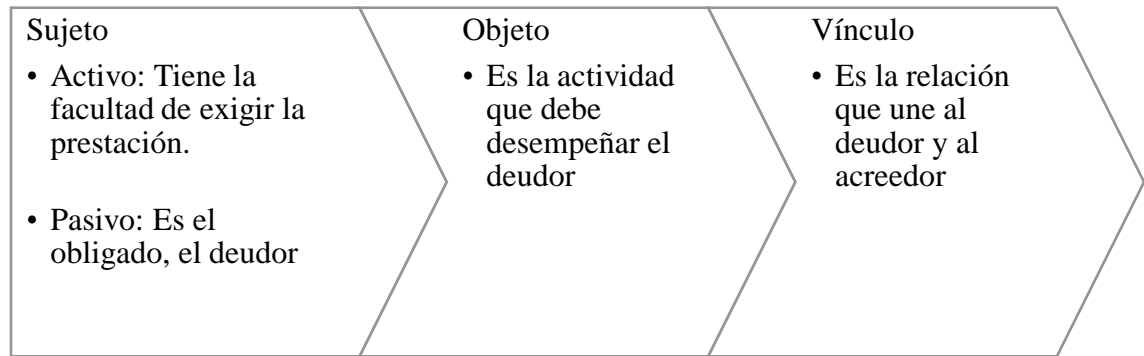 Sujeto
• Activo: Tiene la
facultad de exigir la
prestación.
• Pasivo: Es el
obligado, el deudor
Objeto
• Es la actividad
que debe
desempeñar el
deudor
Vínculo
• Es la relación
que une al
deudor y al
acreedor